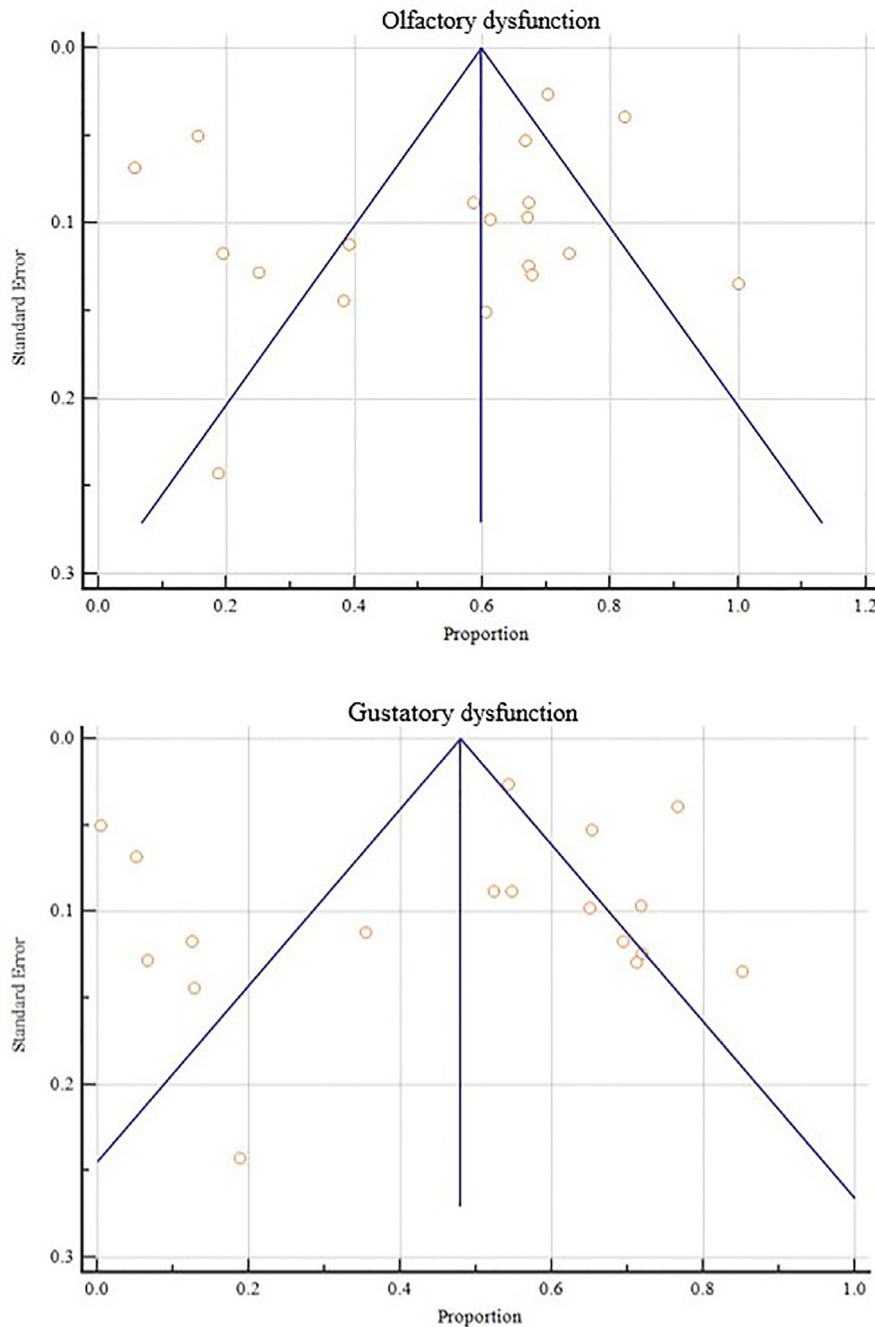 Olfactory dysfunction
0.0
0.1
Standard Error
0.2
0.3
0.0 0.2 0.4 0.6 0.8 1.0 1.2
Proportion
Gustatory dysfunction
0.0
0.1
Standard Error
0.2
0.3
0.0 0.2 0.4 0.6 0.8 1.0
Proportion